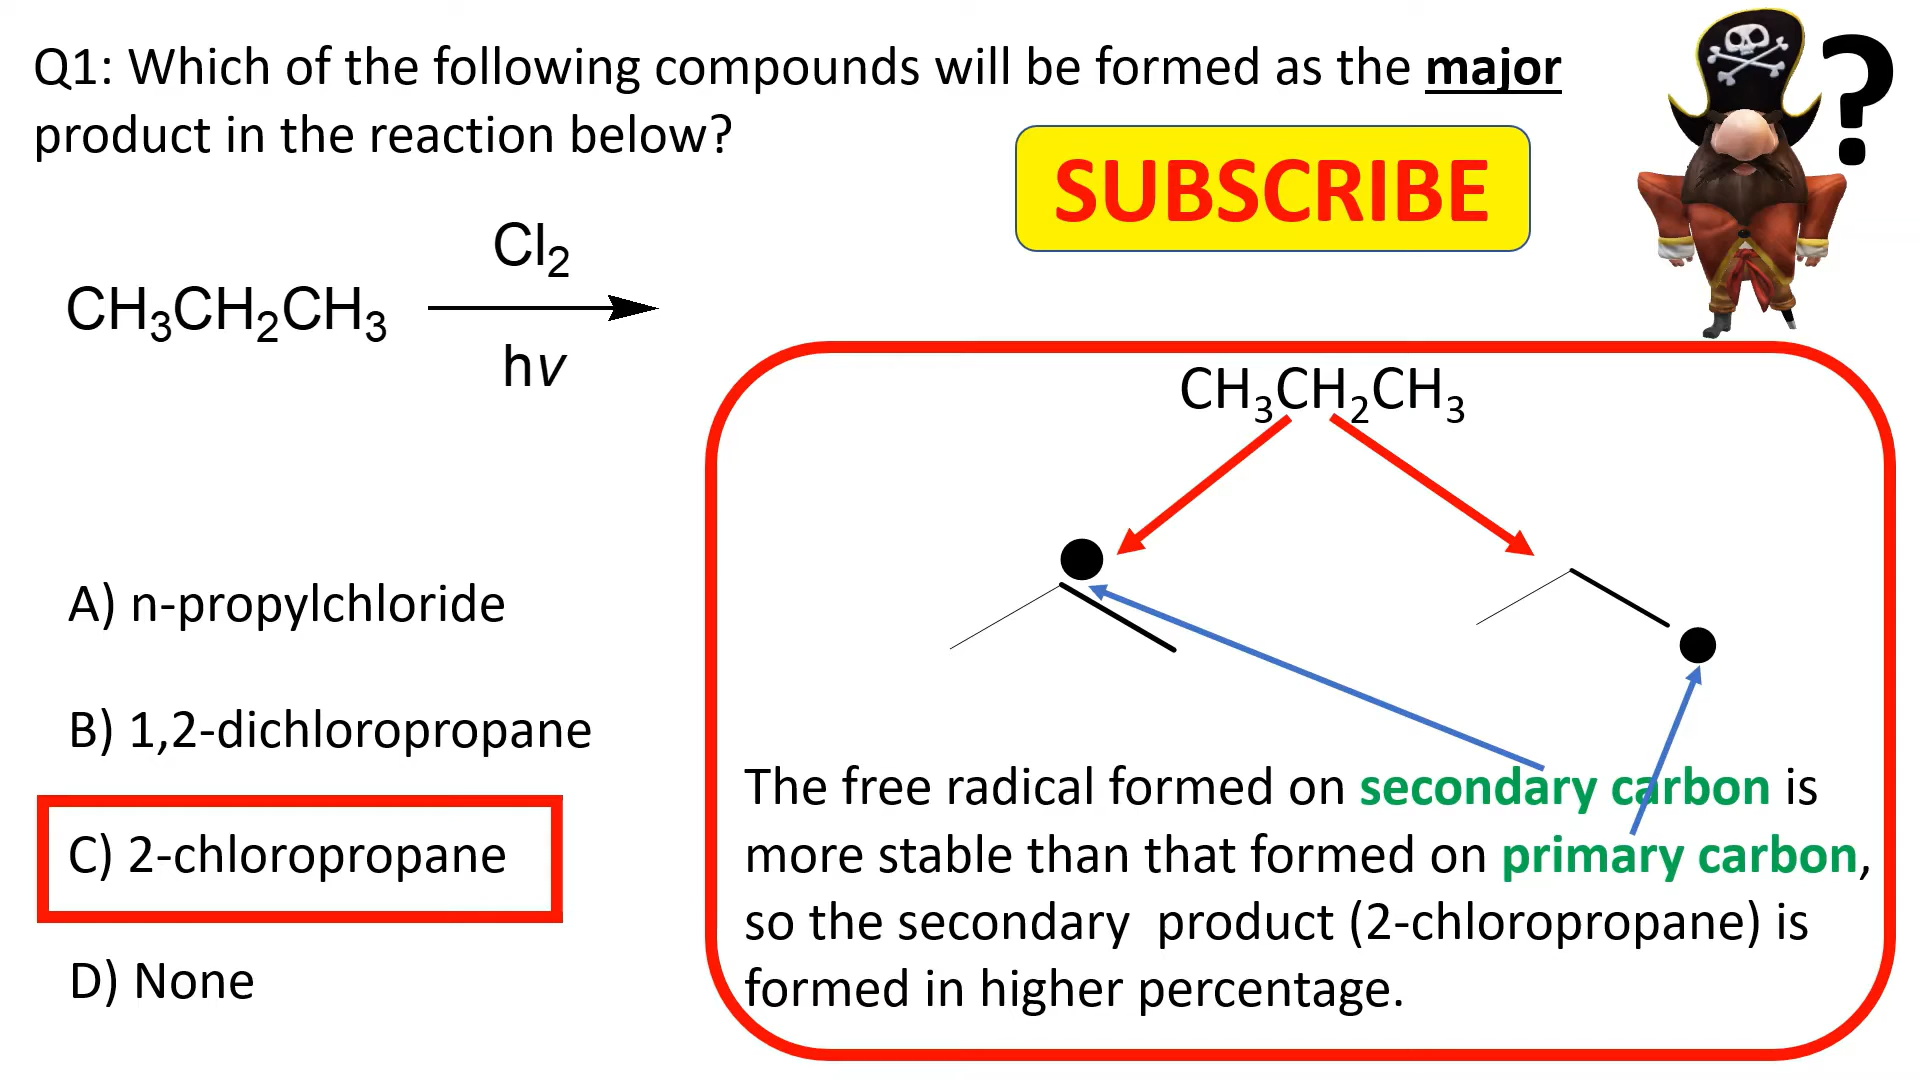 Q1: Which of the following compounds will be formed as the major
product in the reaction below?
SUBSCRIBE
?
Cl2
CH3CH2CH3
hv
CH3CH2CH3
A) n-propylchloride
B) 1,2-dichloropropane
C) 2-chloropropane
D) None
The free radical formed on secondary carbon is
more stable than that formed on primary carbon,
so the secondary product (2-chloropropane) is
formed in higher percentage.